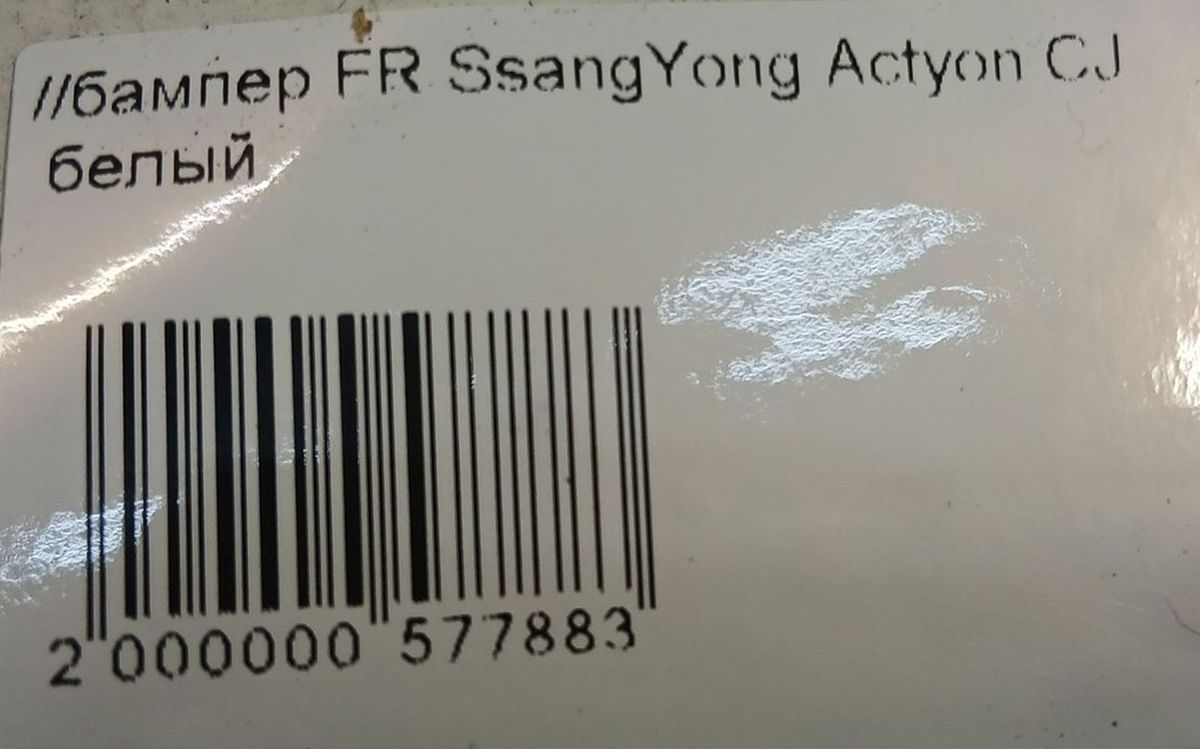 //бампер FR SsangYong Actyon CJ
белый
2 000000 577883